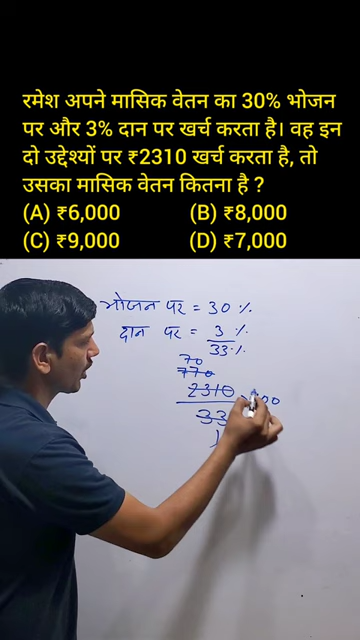 रमेश अपने मासिक वेतन का 30% भोजन
पर और 3% दान पर खर्च करता है। वह इन
दो उद्देश्यों पर ₹2310 खर्च करता है, तो
उसका मासिक वेतन कितना है ?
(A) ₹6,000 (B) ₹8,000
(C) ₹9,000 (D) ₹7,000
भोजन पर = 30 %
दान पर = 3 %
33 %
70
770
2310
33